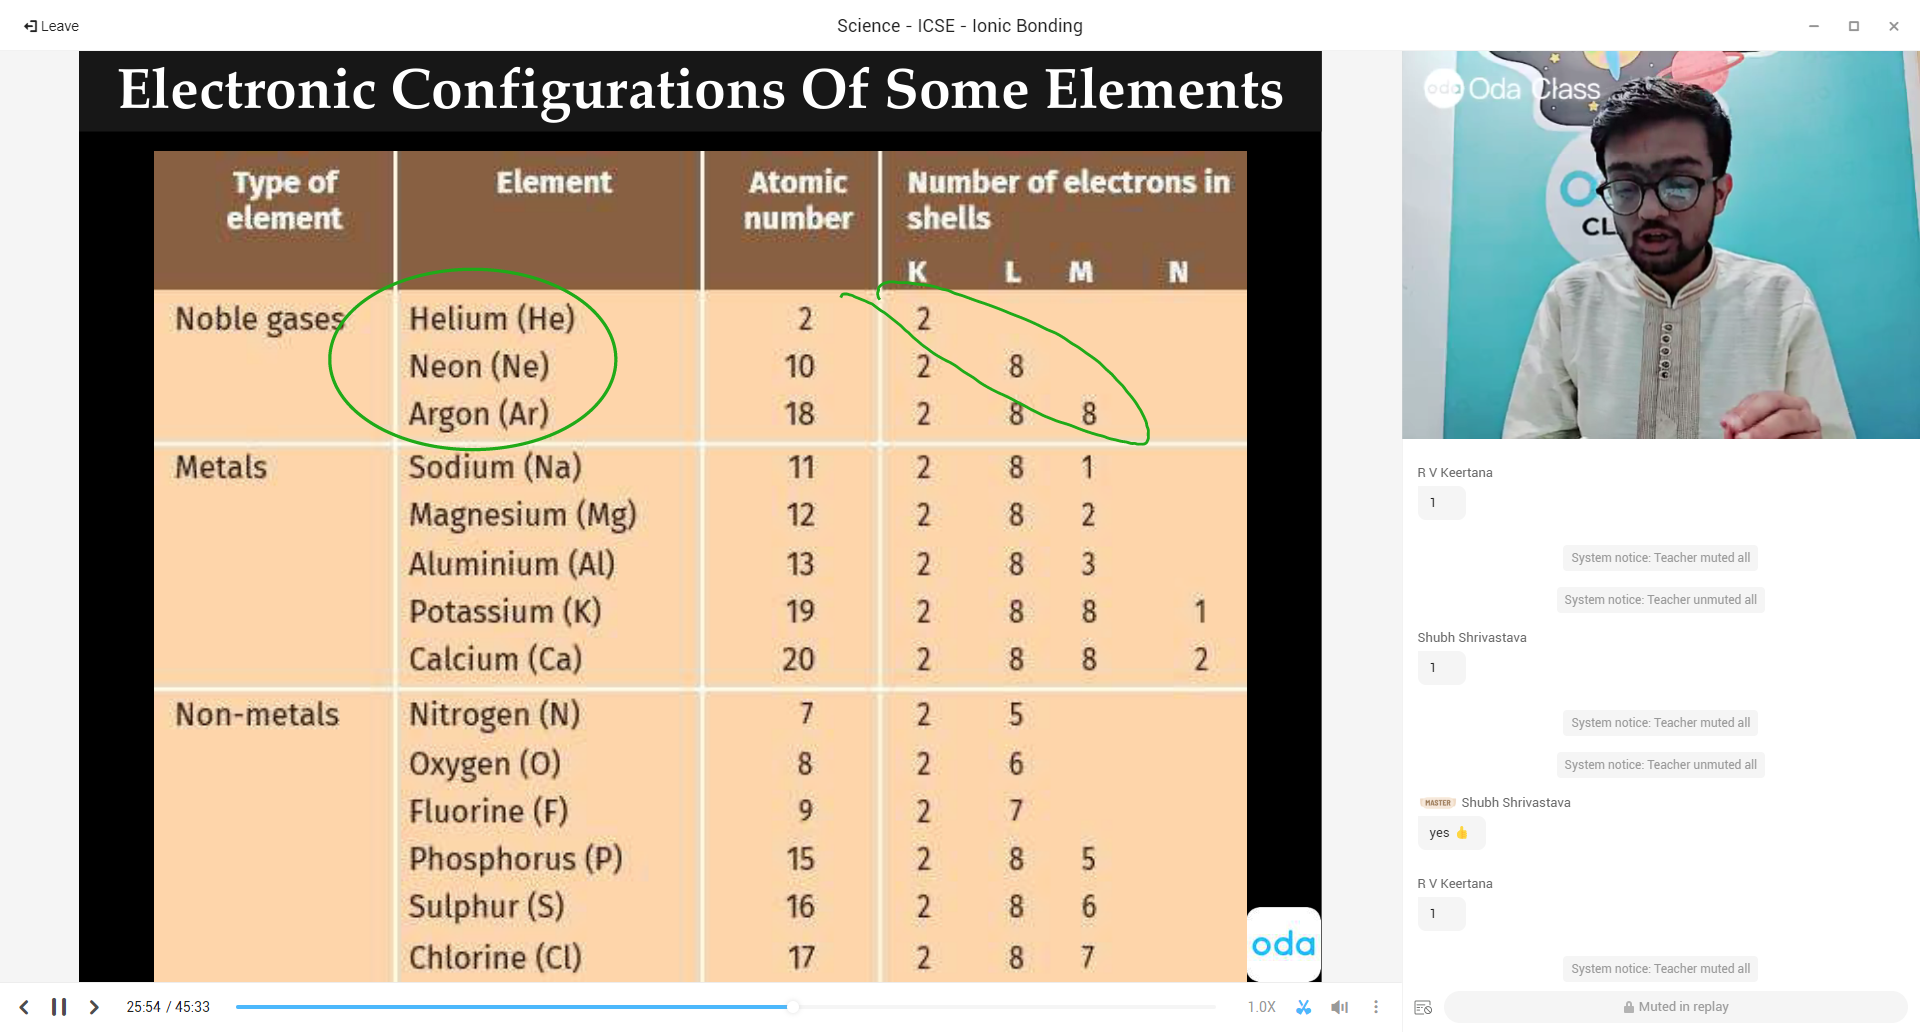 Leave
Science - ICSE - Ionic Bonding
Electronic Configurations Of Some Elements
Type of element
Element
Atomic number
Number of electrons in shells
K L M N
Noble gases Helium (He) 2 2
Neon (Ne) 10 2 8
Argon (Ar) 18 2 8 8
Metals Sodium (Na) 11 2 8 1
Magnesium (Mg) 12 2 8 2
Aluminium (Al) 13 2 8 3
Potassium (K) 19 2 8 8 1
Calcium (Ca) 20 2 8 8 2
Non-metals Nitrogen (N) 7 2 5
Oxygen (O) 8 2 6
Fluorine (F) 9 2 7
Phosphorus (P) 15 2 8 5
Sulphur (S) 16 2 8 6
Chlorine (Cl) 17 2 8 7
oda
25:54 / 45:33
1.0X
oda Oda Class
CL
R V Keertana
1
System notice: Teacher muted all
System notice: Teacher unmuted all
Shubh Shrivastava
1
System notice: Teacher muted all
System notice: Teacher unmuted all
MASTER Shubh Shrivastava
yes 👍
R V Keertana
1
System notice: Teacher muted all
Muted in replay